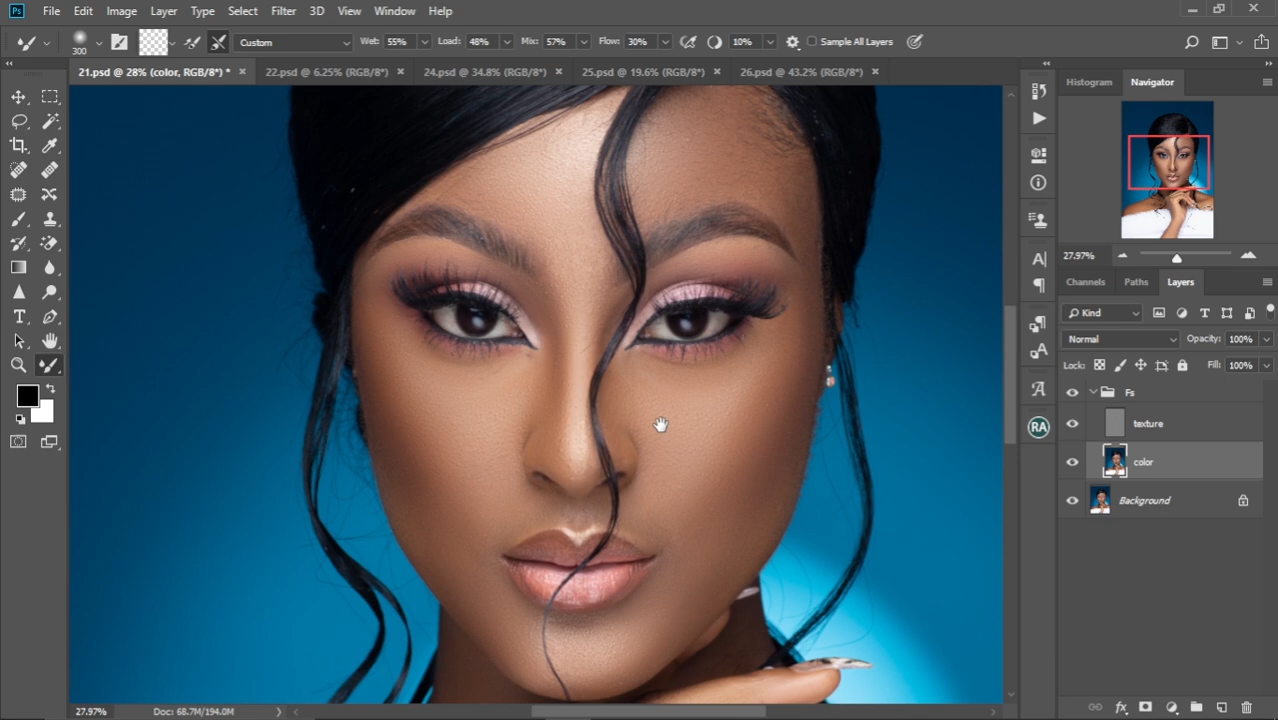 Ps File Edit Image Layer Type Select Filter 3D View Window Help
300 Custom Wet: 55% Load: 48% Mix: 57% Flow: 30% 10% Sample All Layers
21.psd @ 28% (color, RGB/8*) * 22.psd @ 6.25% (RGB/8*) 24.psd @ 34.8% (RGB/8*) 25.psd @ 19.6% (RGB/8*) 26.psd @ 43.2% (RGB/8*)
Histogram Navigator
27.97%
Channels Paths Layers
Kind
Normal Opacity: 100%
Lock: Fill: 100%
Fs
texture
color
Background
RA
27.97% Doc: 68.7M/194.0M